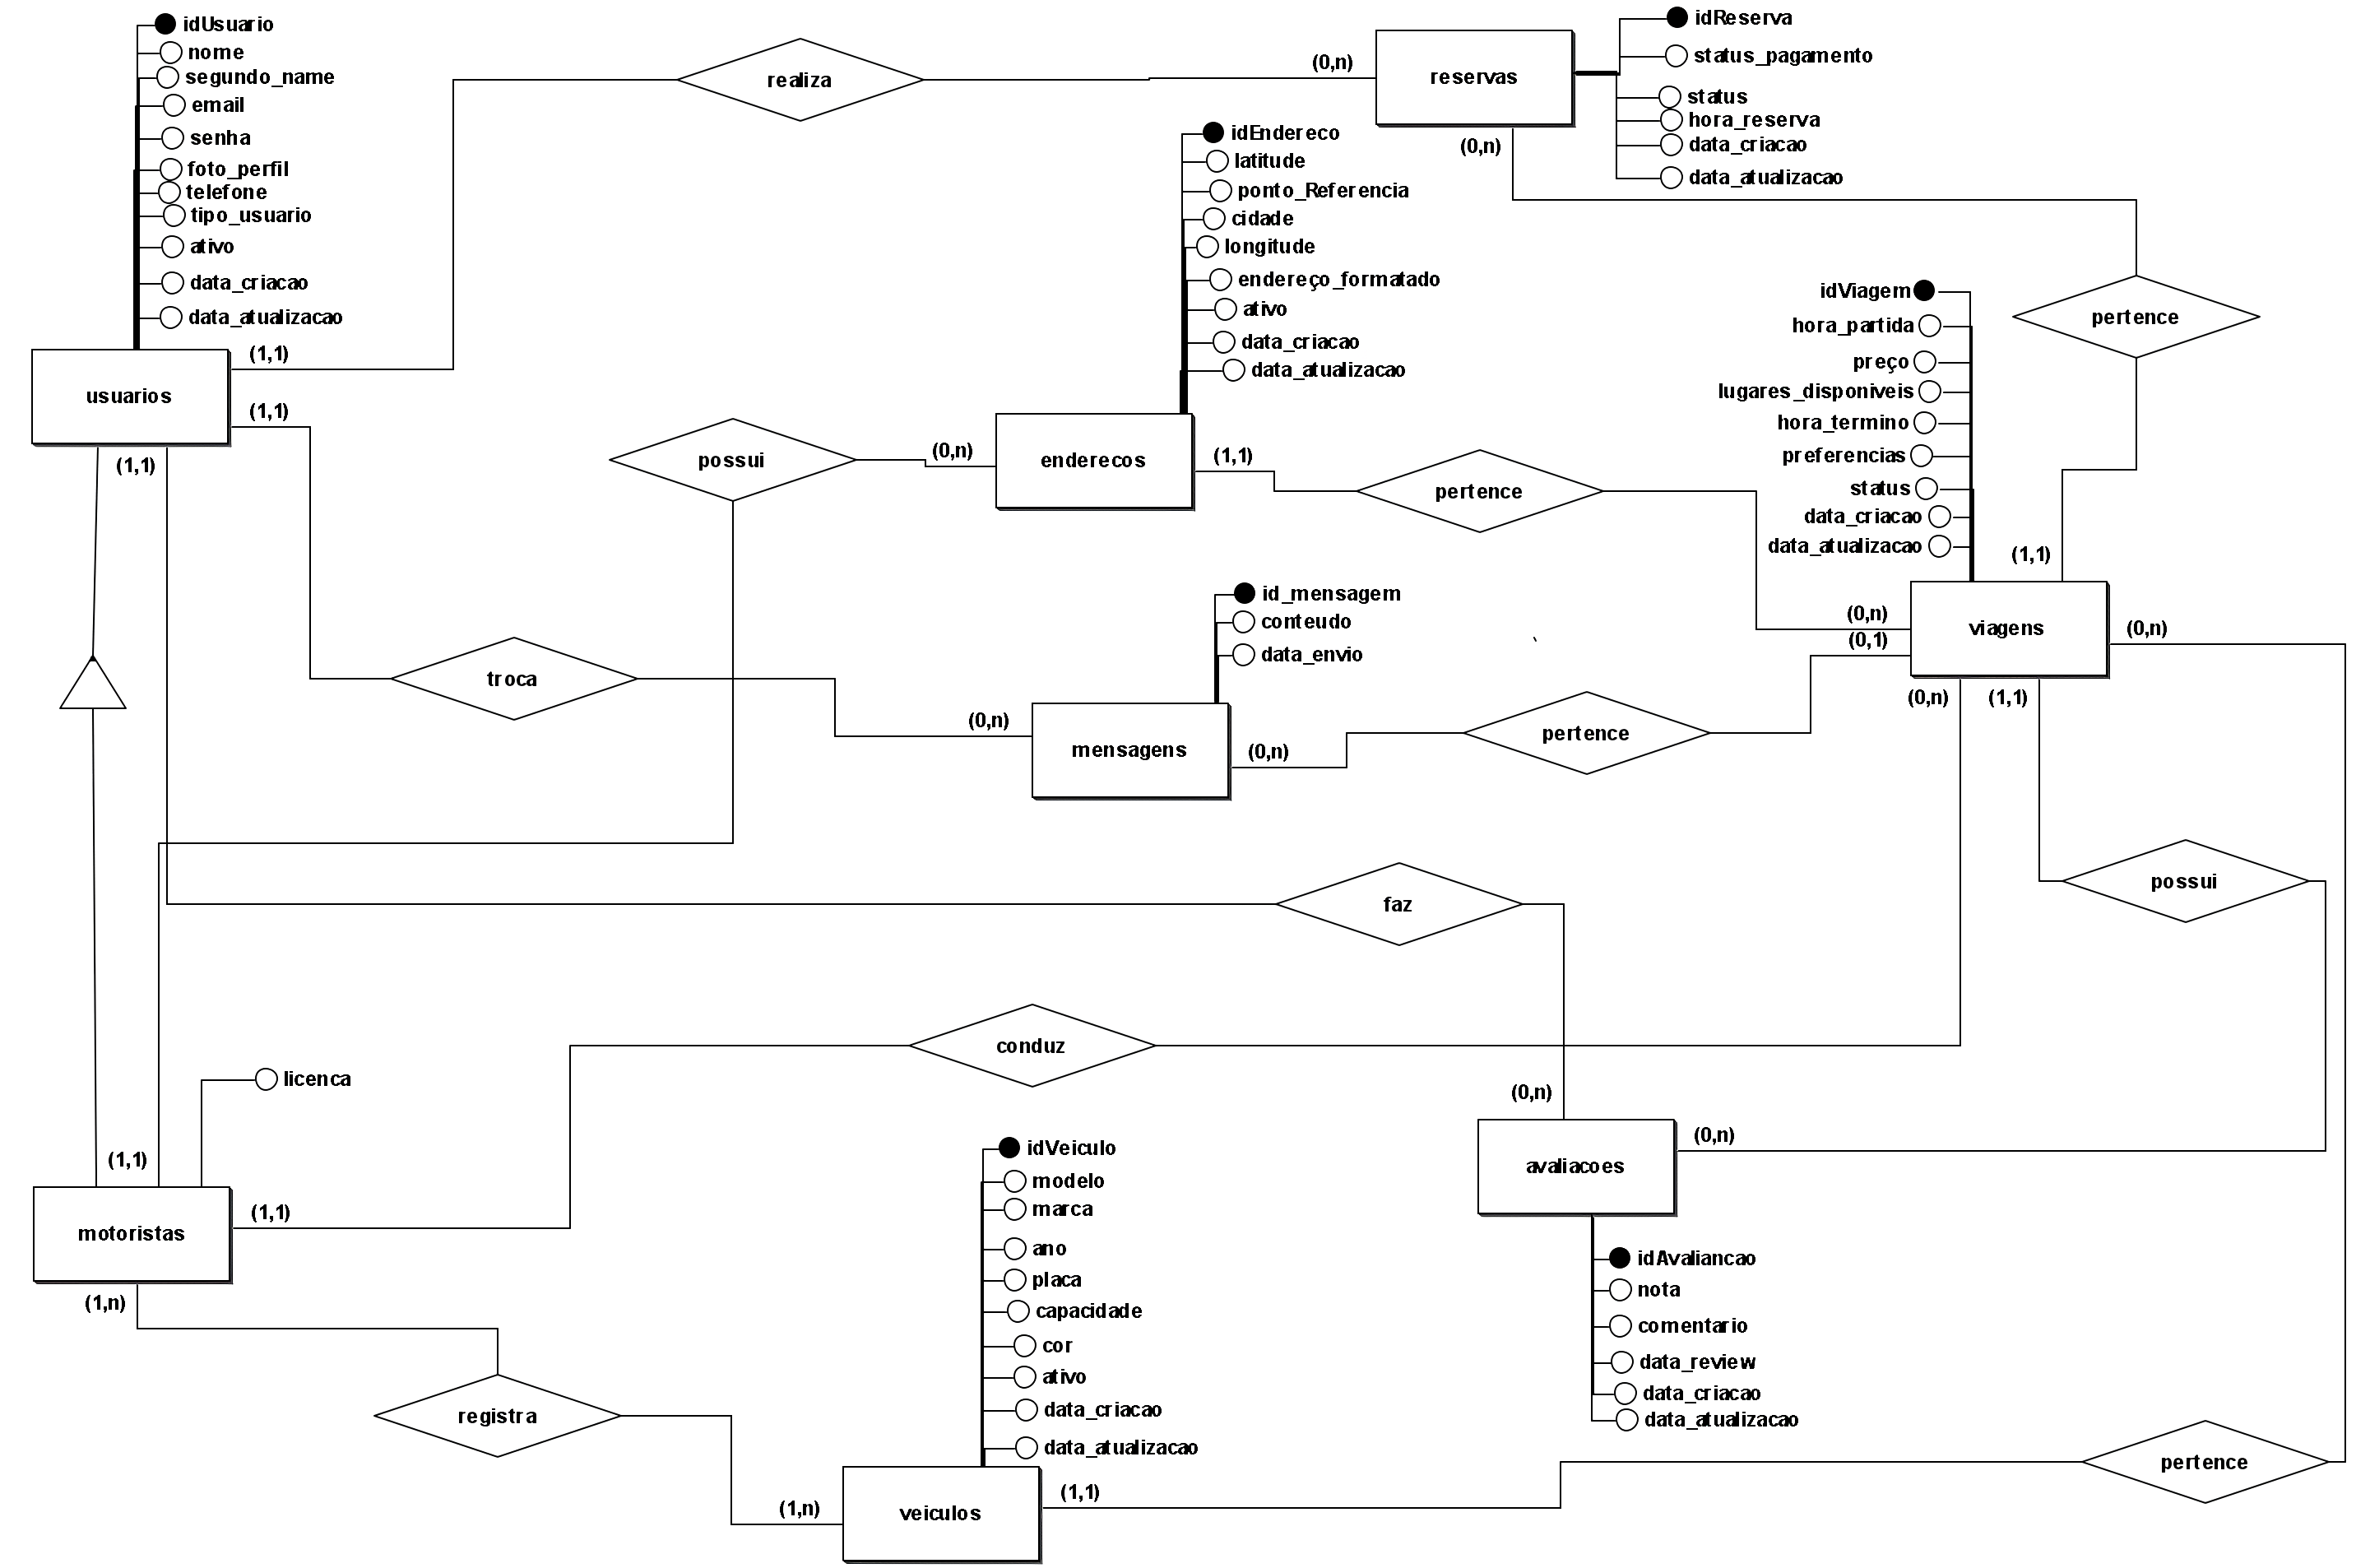 idUsuario
nome
segundo_name
email
senha
foto_perfil
telefone
tipo_usuario
ativo
data_criacao
data_atualizacao
usuarios
(1,1)
(1,1)
(1,1)
realiza
(0,n)
reservas
(0,n)
idReserva
status_pagamento
status
hora_reserva
data_criacao
data_atualizacao
idEndereco
latitude
ponto_Referencia
cidade
longitude
endereço_formatado
ativo
data_criacao
data_atualizacao
possui
(0,n)
enderecos
(1,1)
pertence
pertence
idViagem
hora_partida
preço
lugares_disponiveis
hora_termino
preferencias
status
data_criacao
data_atualizacao
(1,1)
(0,n)
(0,1)
viagens
(0,n)
(0,n)
(1,1)
id_mensagem
conteudo
data_envio
troca
(0,n)
mensagens
(0,n)
pertence
possui
faz
conduz
licenca
(1,1)
motoristas
(1,1)
(1,n)
(0,n)
avaliacoes
(0,n)
idAvaliancao
nota
comentario
data_review
data_criacao
data_atualizacao
idVeiculo
modelo
marca
ano
placa
capacidade
cor
ativo
data_criacao
data_atualizacao
registra
(1,n)
veiculos
(1,1)
pertence